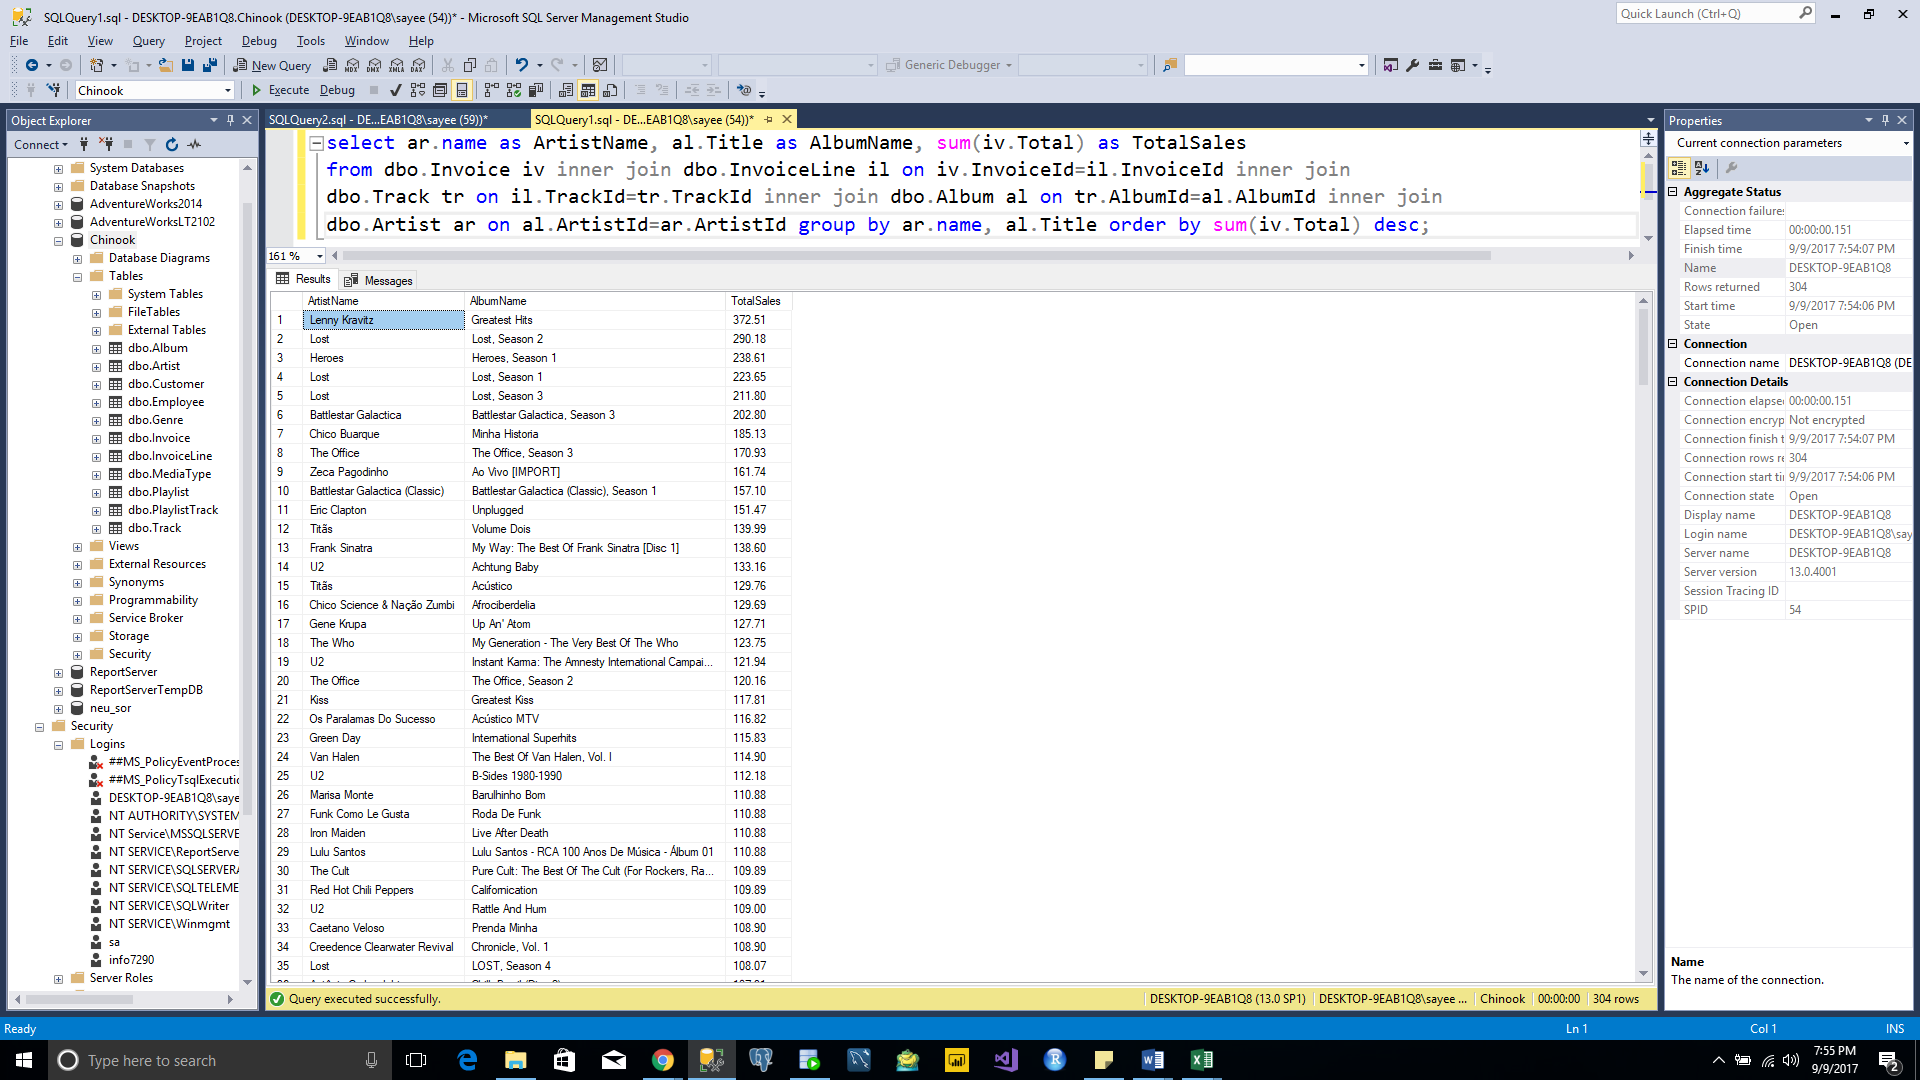 SQLQuery1.sql - DESKTOP-9EAB1Q8.Chinook (DESKTOP-9EAB1Q8\sayee (54))* - Microsoft SQL Server Management Studio
Quick Launch (Ctrl+Q)
File Edit View Query Project Debug Tools Window Help
New Query
MDX DMX XMLA DAX
Generic Debugger
Chinook
Execute Debug
Object Explorer
Connect
System Databases
Database Snapshots
AdventureWorks2014
AdventureWorksLT2102
Chinook
Database Diagrams
Tables
System Tables
FileTables
External Tables
dbo.Album
dbo.Artist
dbo.Customer
dbo.Employee
dbo.Genre
dbo.Invoice
dbo.InvoiceLine
dbo.MediaType
dbo.Playlist
dbo.PlaylistTrack
dbo.Track
Views
External Resources
Synonyms
Programmability
Service Broker
Storage
Security
ReportServer
ReportServerTempDB
neu_sor
Security
Logins
##MS_PolicyEventProces
##MS_PolicyTsqlExecutio
DESKTOP-9EAB1Q8\saye
NT AUTHORITY\SYSTEM
NT Service\MSSQLSERVE
NT SERVICE\ReportServe
NT SERVICE\SQLSERVERA
NT SERVICE\SQLTELEME
NT SERVICE\SQLWriter
NT SERVICE\Winmgmt
sa
info7290
Server Roles
SQLQuery2.sql - DE...EAB1Q8\sayee (59))*
SQLQuery1.sql - DE...EAB1Q8\sayee (54))*
select ar.name as ArtistName, al.Title as AlbumName, sum(iv.Total) as TotalSales
from dbo.Invoice iv inner join dbo.InvoiceLine il on iv.InvoiceId=il.InvoiceId inner join
dbo.Track tr on il.TrackId=tr.TrackId inner join dbo.Album al on tr.AlbumId=al.AlbumId inner join
dbo.Artist ar on al.ArtistId=ar.ArtistId group by ar.name, al.Title order by sum(iv.Total) desc;
161 %
Results Messages
ArtistName AlbumName TotalSales
1 Lenny Kravitz Greatest Hits 372.51
2 Lost Lost, Season 2 290.18
3 Heroes Heroes, Season 1 238.61
4 Lost Lost, Season 1 223.65
5 Lost Lost, Season 3 211.80
6 Battlestar Galactica Battlestar Galactica, Season 3 202.80
7 Chico Buarque Minha Historia 185.13
8 The Office The Office, Season 3 170.93
9 Zeca Pagodinho Ao Vivo [IMPORT] 161.74
10 Battlestar Galactica (Classic) Battlestar Galactica (Classic), Season 1 157.10
11 Eric Clapton Unplugged 151.47
12 Titãs Volume Dois 139.99
13 Frank Sinatra My Way: The Best Of Frank Sinatra [Disc 1] 138.60
14 U2 Achtung Baby 133.16
15 Titãs Acústico 129.76
16 Chico Science & Nação Zumbi Afrociberdelia 129.69
17 Gene Krupa Up An' Atom 127.71
18 The Who My Generation - The Very Best Of The Who 123.75
19 U2 Instant Karma: The Amnesty International Campai... 121.94
20 The Office The Office, Season 2 120.16
21 Kiss Greatest Kiss 117.81
22 Os Paralamas Do Sucesso Acústico MTV 116.82
23 Green Day International Superhits 115.83
24 Van Halen The Best Of Van Halen, Vol. I 114.90
25 U2 B-Sides 1980-1990 112.18
26 Marisa Monte Barulhinho Bom 110.88
27 Funk Como Le Gusta Roda De Funk 110.88
28 Iron Maiden Live After Death 110.88
29 Lulu Santos Lulu Santos - RCA 100 Anos De Música - Álbum 01 110.88
30 The Cult Pure Cult: The Best Of The Cult (For Rockers, Ra... 109.89
31 Red Hot Chili Peppers Californication 109.89
32 U2 Rattle And Hum 109.00
33 Caetano Veloso Prenda Minha 108.90
34 Creedence Clearwater Revival Chronicle, Vol. 1 108.90
35 Lost LOST, Season 4 108.07
Query executed successfully.
DESKTOP-9EAB1Q8 (13.0 SP1) DESKTOP-9EAB1Q8\sayee ... Chinook 00:00:00 304 rows
Properties
Current connection parameters
Aggregate Status
Connection failures
Elapsed time 00:00:00.151
Finish time 9/9/2017 7:54:07 PM
Name DESKTOP-9EAB1Q8
Rows returned 304
Start time 9/9/2017 7:54:06 PM
State Open
Connection
Connection name DESKTOP-9EAB1Q8 (DE
Connection Details
Connection elapse 00:00:00.151
Connection encryp Not encrypted
Connection finish t 9/9/2017 7:54:07 PM
Connection rows re 304
Connection start ti 9/9/2017 7:54:06 PM
Connection state Open
Display name DESKTOP-9EAB1Q8
Login name DESKTOP-9EAB1Q8\say
Server name DESKTOP-9EAB1Q8
Server version 13.0.4001
Session Tracing ID
SPID 54
Name
The name of the connection.
Ready Ln 1 Col 1 INS
Type here to search
7:55 PM
9/9/2017
2